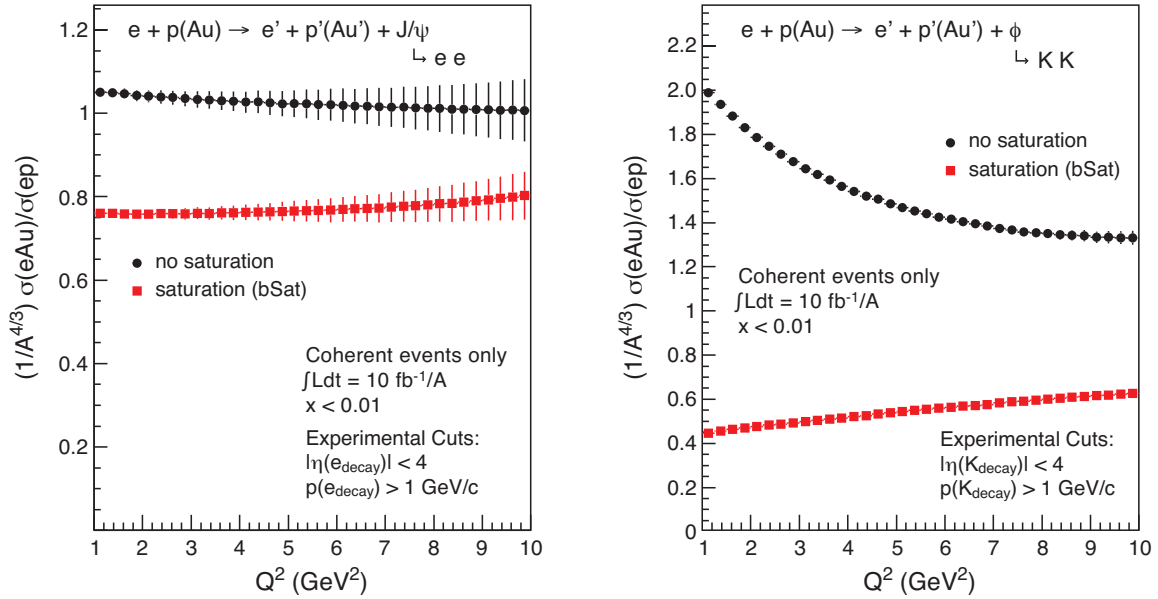 e + p(Au) → e' + p'(Au') + J/ψ
↳ e e
no saturation
saturation (bSat)
Coherent events only
∫Ldt = 10 fb⁻¹/A
x < 0.01
Experimental Cuts:
|η(e_decay)| < 4
p(e_decay) > 1 GeV/c
(1/A^4/3) σ(eAu)/σ(ep)
1.2
1
0.8
0.6
0.4
0.2
1 2 3 4 5 6 7 8 9 10
Q² (GeV²)
e + p(Au) → e' + p'(Au') + ϕ
↳ K K
no saturation
saturation (bSat)
Coherent events only
∫Ldt = 10 fb⁻¹/A
x < 0.01
Experimental Cuts:
|η(K_decay)| < 4
p(K_decay) > 1 GeV/c
(1/A^4/3) σ(eAu)/σ(ep)
2.2
2.0
1.8
1.6
1.4
1.2
1.0
0.8
0.6
0.4
0.2
0
1 2 3 4 5 6 7 8 9 10
Q² (GeV²)